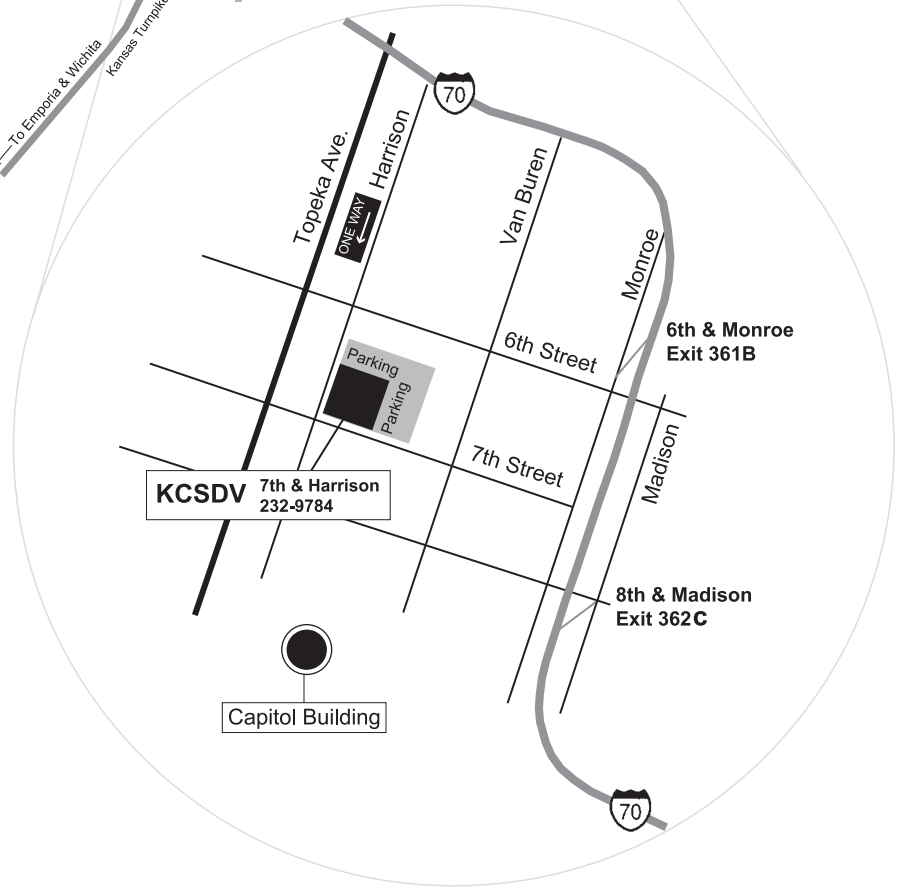 To Emporia & Wichita
Kansas Turnpike
70
Topeka Ave.
Harrison
ONE WAY
Van Buren
Monroe
6th Street
6th & Monroe
Exit 361B
Parking
Parking
7th Street
Madison
KCSDV 7th & Harrison
232-9784
8th & Madison
Exit 362C
Capitol Building
70